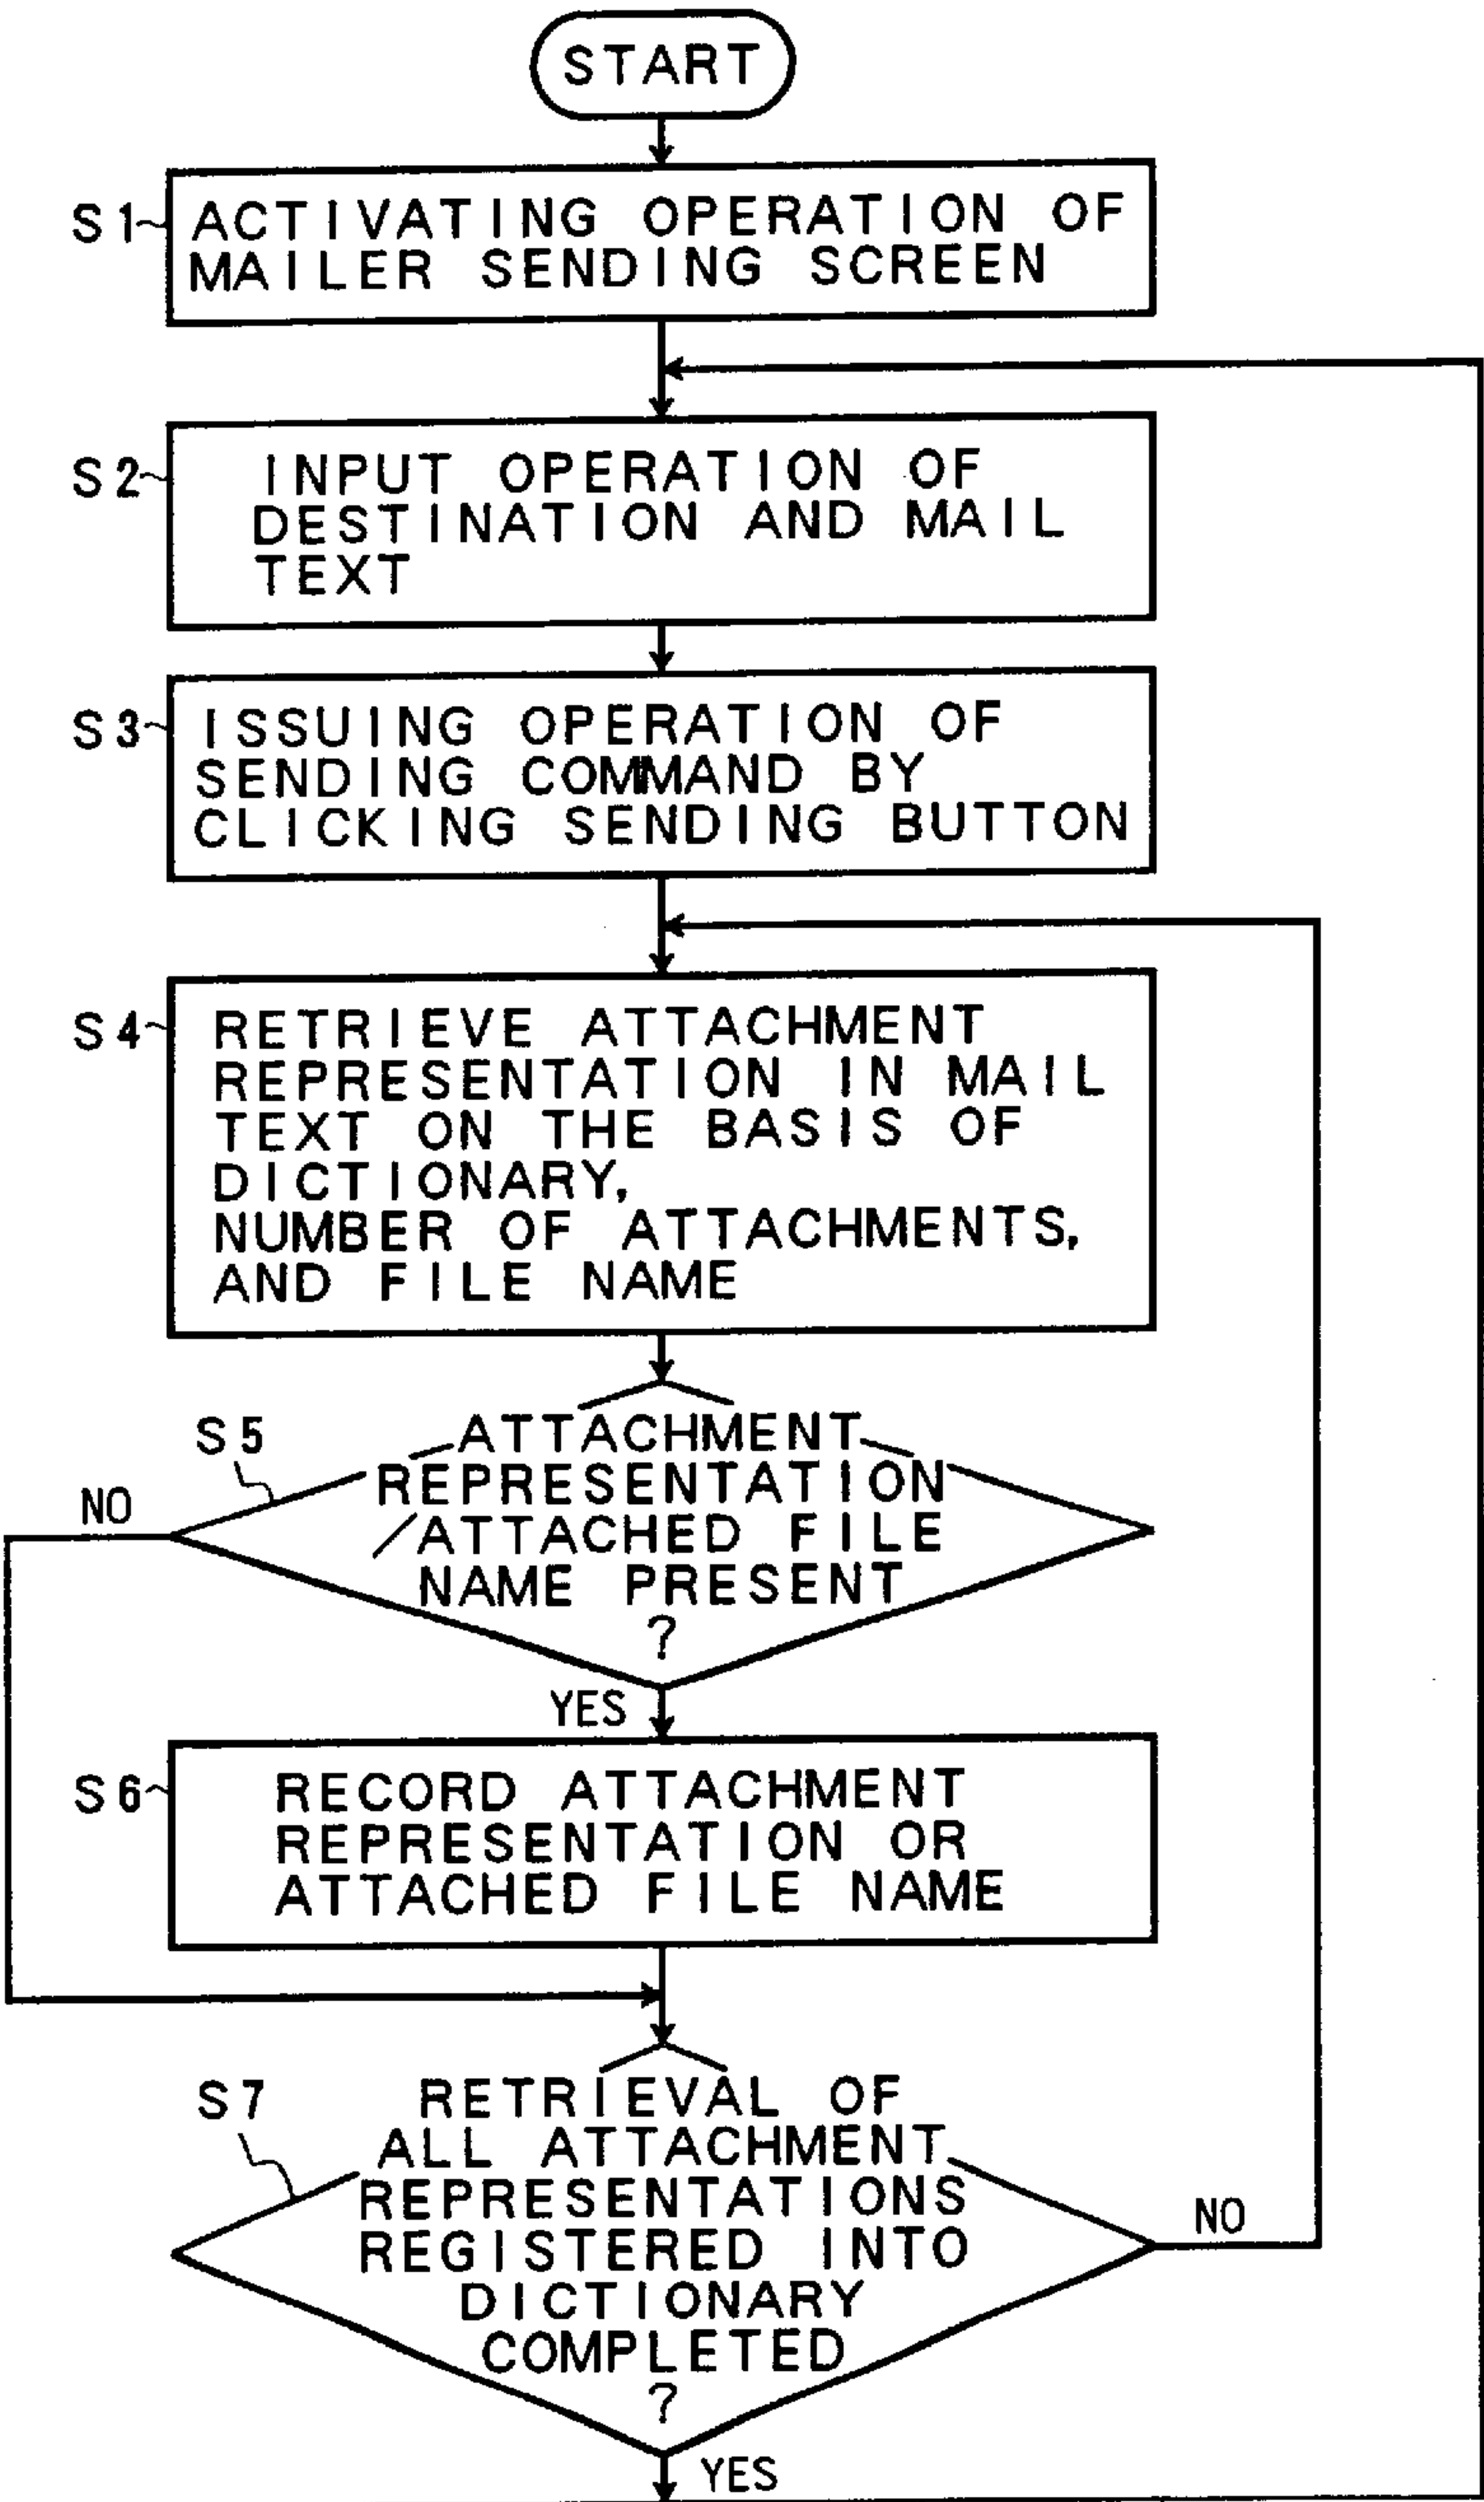 START
S1
ACTIVATING OPERATION OF
MAILER SENDING SCREEN
S2
INPUT OPERATION OF
DESTINATION AND MAIL
TEXT
S3
ISSUING OPERATION OF
SENDING COMMAND BY
CLICKING SENDING BUTTON
S4
RETRIEVE ATTACHMENT
REPRESENTATION IN MAIL
TEXT ON THE BASIS OF
DICTIONARY,
NUMBER OF ATTACHMENTS,
AND FILE NAME
S5
ATTACHMENT
REPRESENTATION
/ATTACHED FILE
NAME PRESENT
?
NO
YES
S6
RECORD ATTACHMENT
REPRESENTATION OR
ATTACHED FILE NAME
S7
RETRIEVAL OF
ALL ATTACHMENT
REPRESENTATIONS
REGISTERED INTO
DICTIONARY
COMPLETED
?
NO
YES